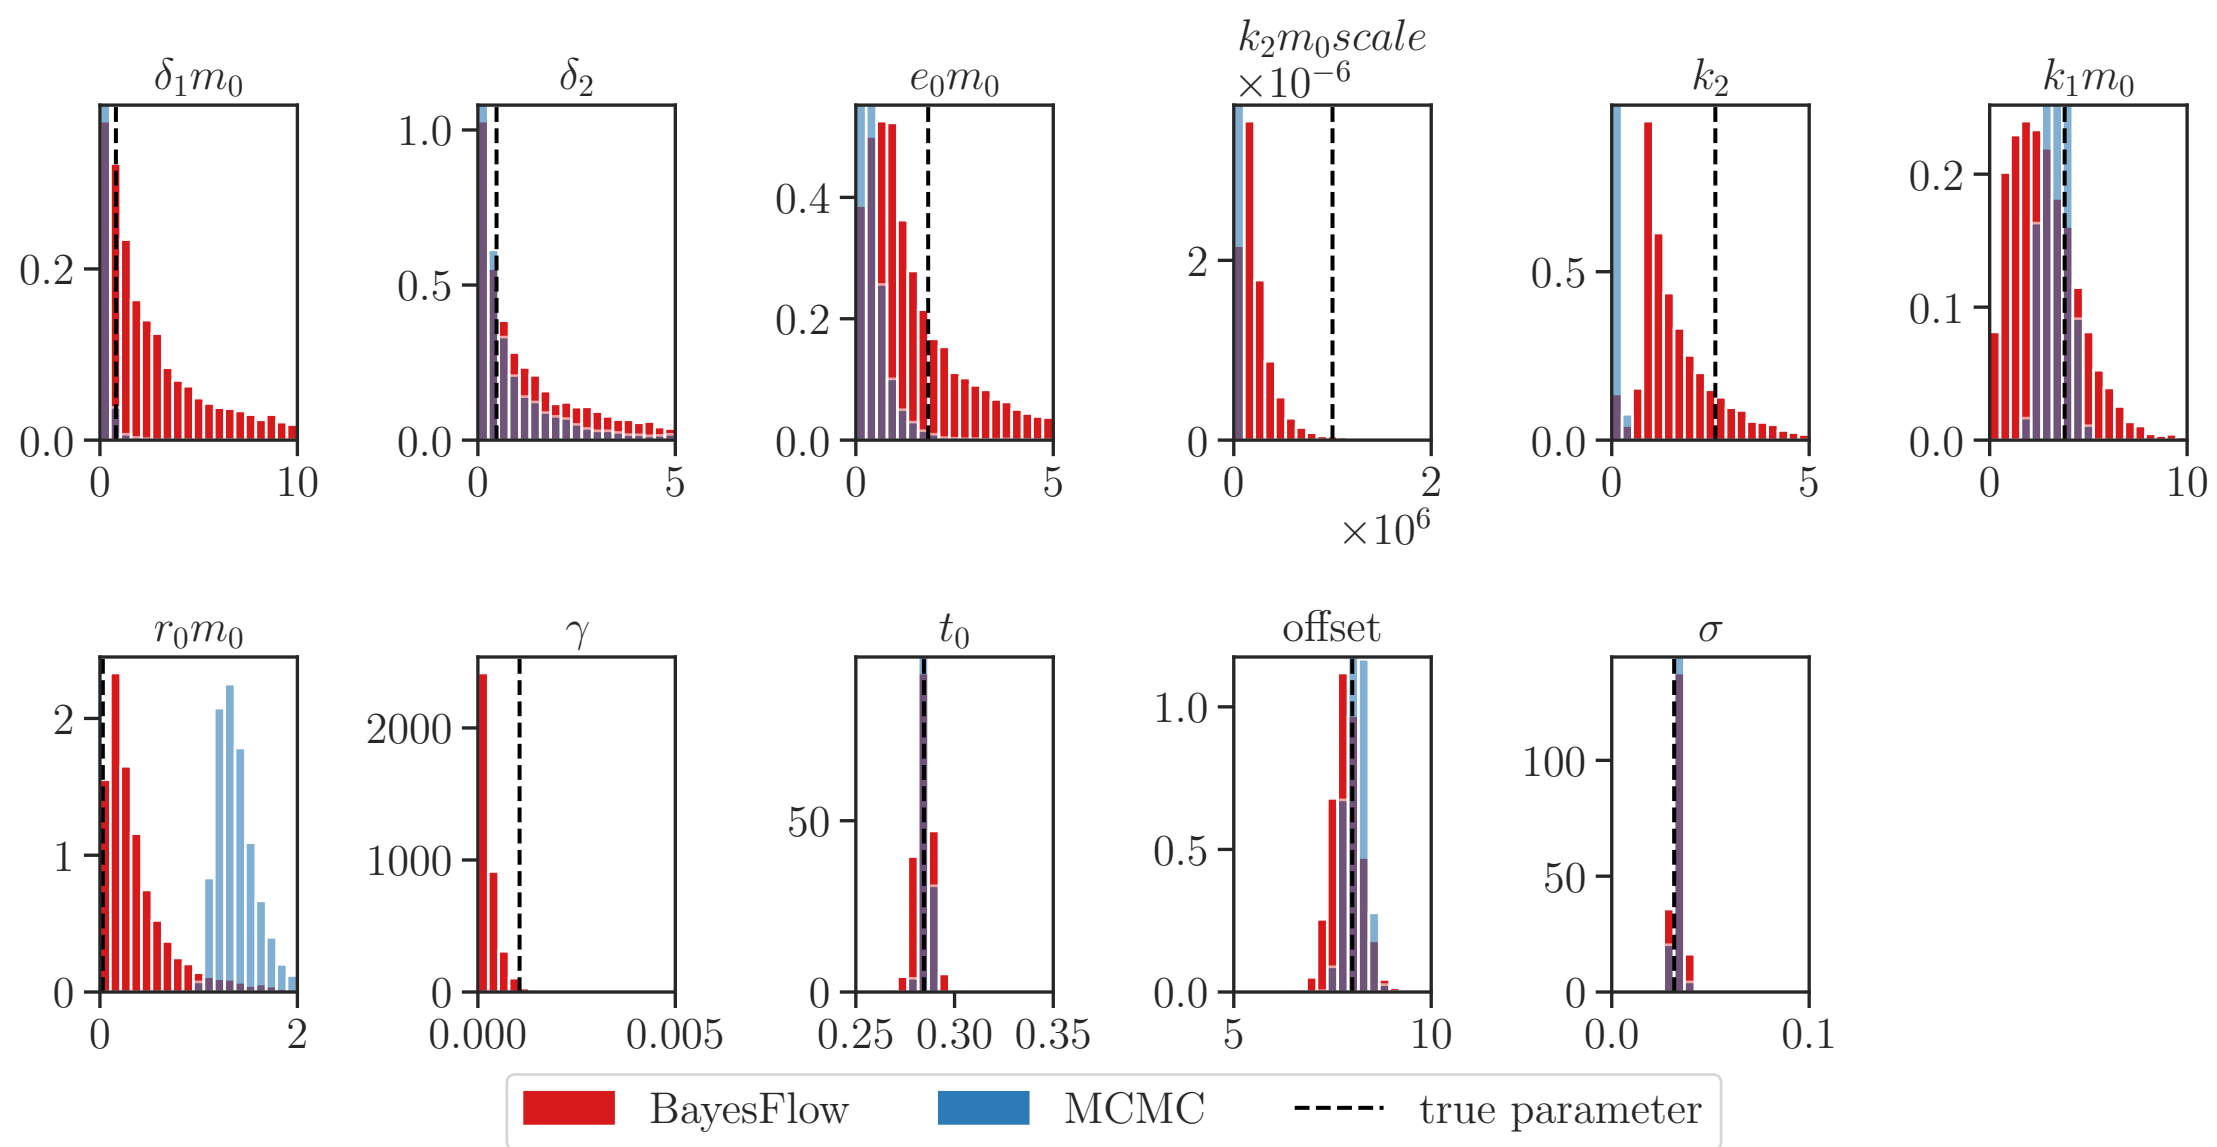 δ₁m₀ δ₂ e₀m₀ k₂m₀scale k₂ k₁m₀
×10⁻⁶
0.0 0.2 0.0 0.5 1.0 0.0 0.2 0.4 0 2 0.0 0.5 0.0 0.1 0.2
0 10 0 5 0 5 0 2 0 5 0 10
×10⁶
r₀m₀ γ t₀ offset σ
0 1 2 0 1000 2000 0 50 0.0 0.5 1.0 0 50 100
0 2 0.000 0.005 0.25 0.30 0.35 5 10 0.0 0.1
BayesFlow MCMC true parameter